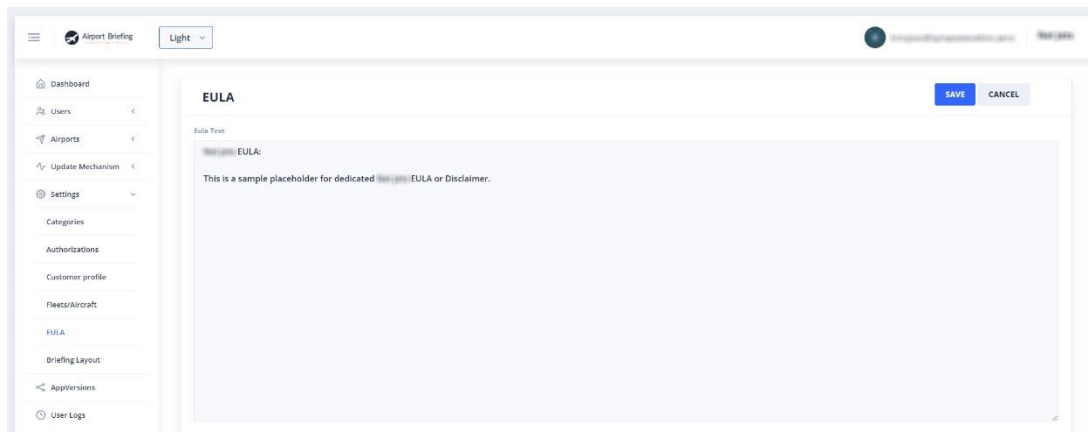 Airport Briefing
Light
Dashboard
Users
Airports
Update Mechanism
Settings
Categories
Authorizations
Customer profile
Fleets/Aircraft
EULA
Briefing Layout
AppVersions
User Logs
EULA
SAVE
CANCEL
Eula Text
EULA:
This is a sample placeholder for dedicated EULA or Disclaimer.